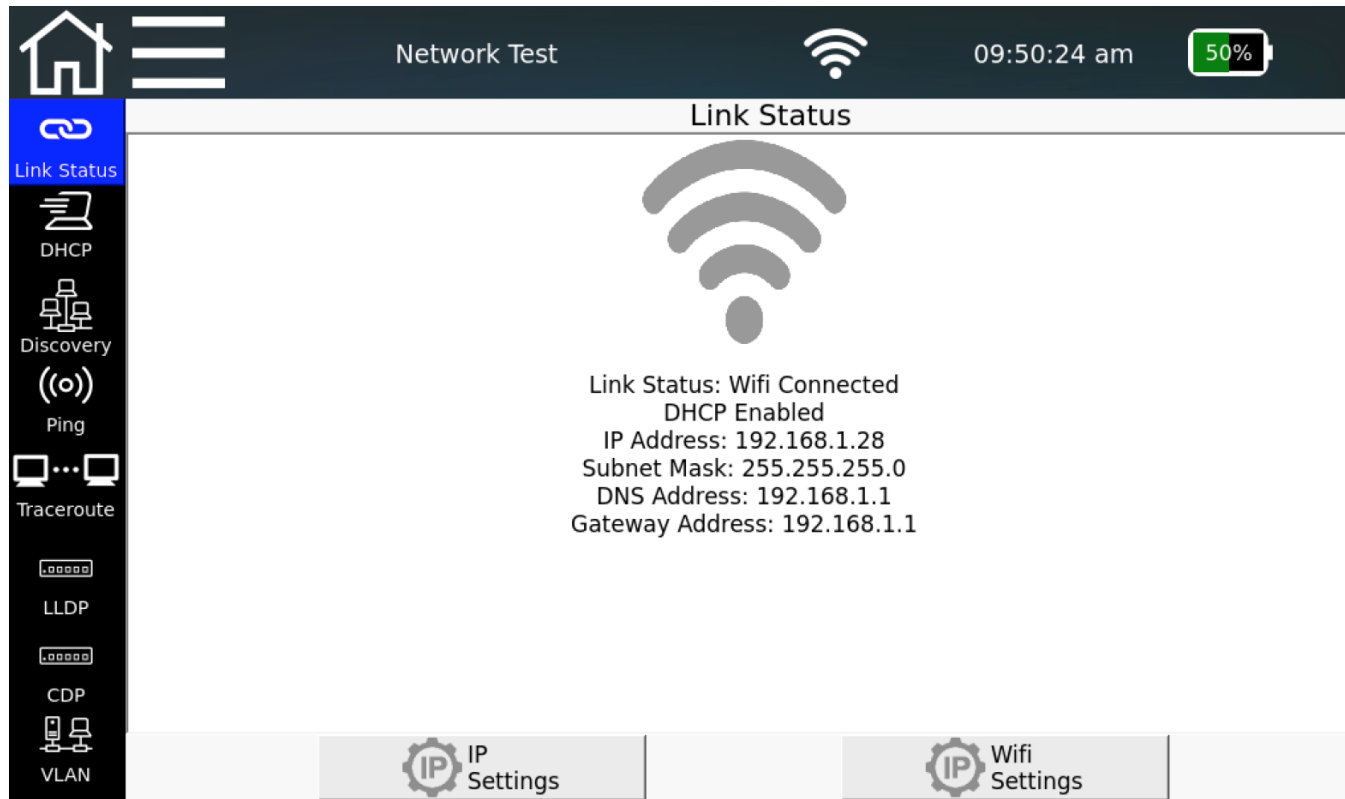 Network Test
09:50:24 am
50%
Link Status
Link Status
DHCP
Discovery
Ping
Traceroute
LLDP
CDP
VLAN
Link Status: Wifi Connected
DHCP Enabled
IP Address: 192.168.1.28
Subnet Mask: 255.255.255.0
DNS Address: 192.168.1.1
Gateway Address: 192.168.1.1
IP
IP
Settings
IP
Wifi
Settings